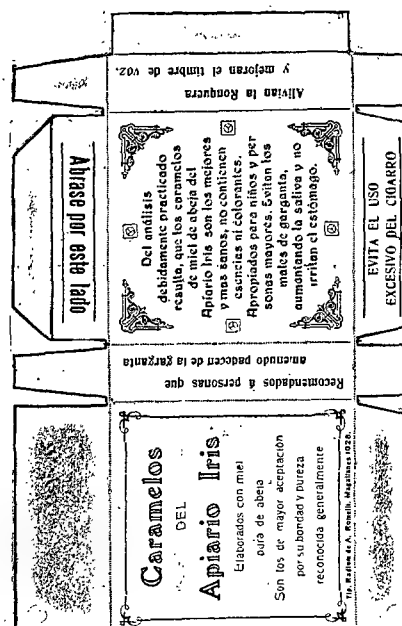 Alivian la Ronquera
y mejoran el timbre de voz.
Abrase por este lado
Del análisis
debidamente practicado
resulta, que los caramelos
de miel de abeja del
Apiario Iris son los mejores
y mas sanos, no contienen
esencias ni colorantes.
Apropiados para niños y per
sonas mayores. Evitan los
males de garganta,
aumentando la saliva y no
irritan el estómago.
EVITA EL USO
EXCESIVO DEL CIGARRO
Recomendados á personas que
amenudo padecen de la garganta
Caramelos
DEL
Apiario Iris
Elaborados con miel
pura de abeja
Son los de mayor aceptación
por su bondad y pureza
reconocida generalmente